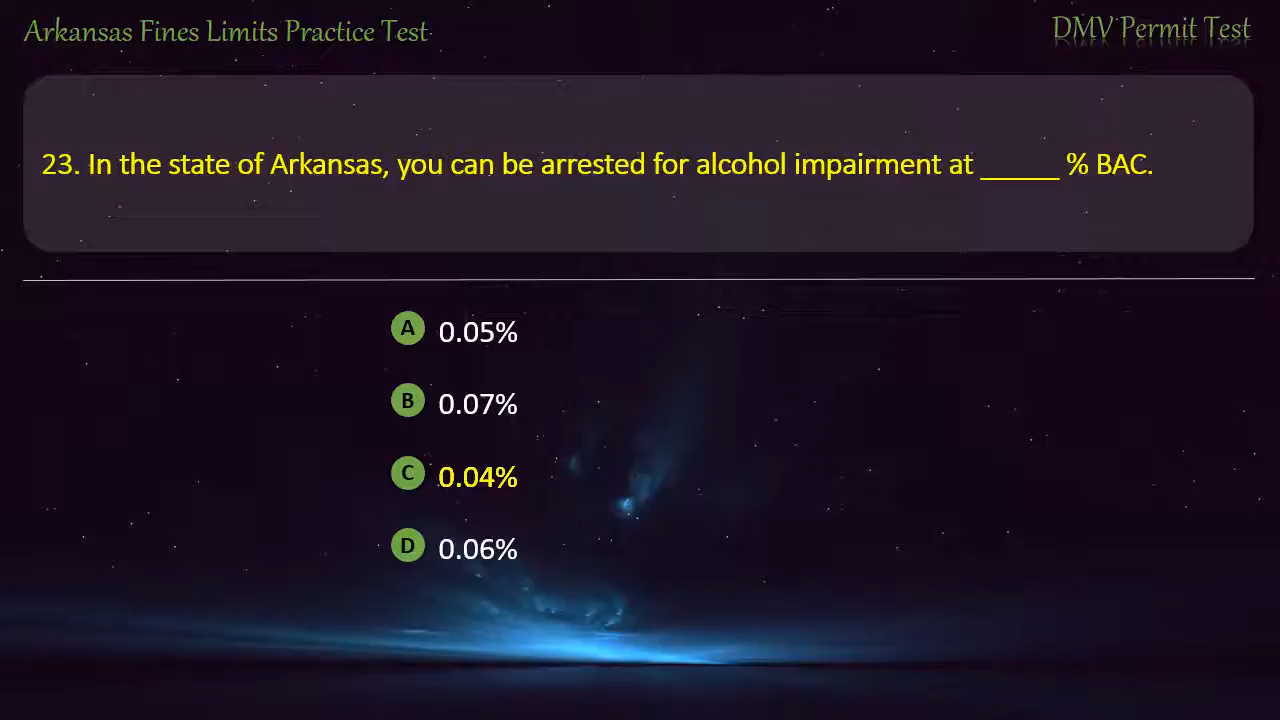 Arkansas Fines Limits Practice Test
DMV Permit Test
23. In the state of Arkansas, you can be arrested for alcohol impairment at _____ % BAC.
A 0.05%
B 0.07%
C 0.04%
D 0.06%